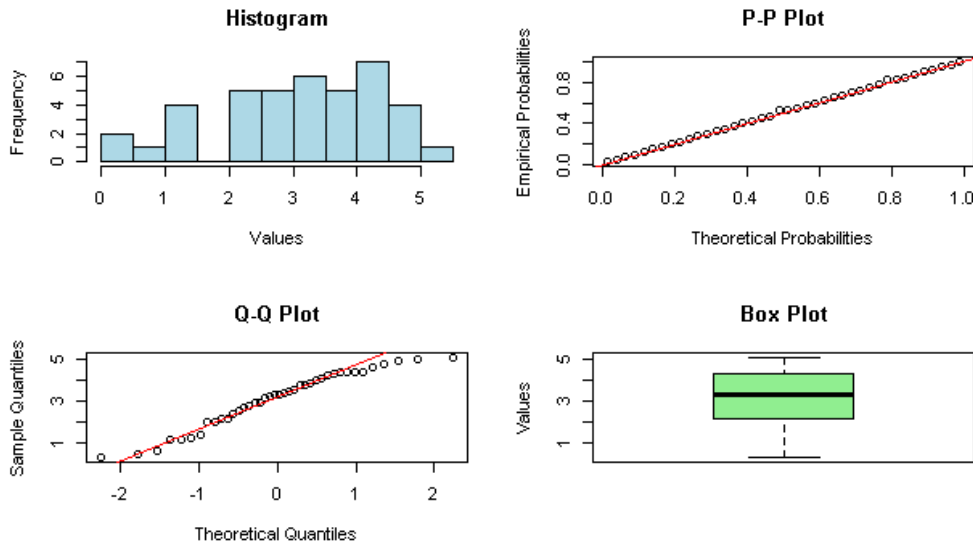 Histogram
Frequency
0 2 4 6
0 1 2 3 4 5
Values
P-P Plot
Empirical Probabilities
0.0 0.4 0.8
0.0 0.2 0.4 0.6 0.8 1.0
Theoretical Probabilities
Q-Q Plot
Sample Quantiles
1 3 5
-2 -1 0 1 2
Theoretical Quantiles
Box Plot
Values
1 3 5